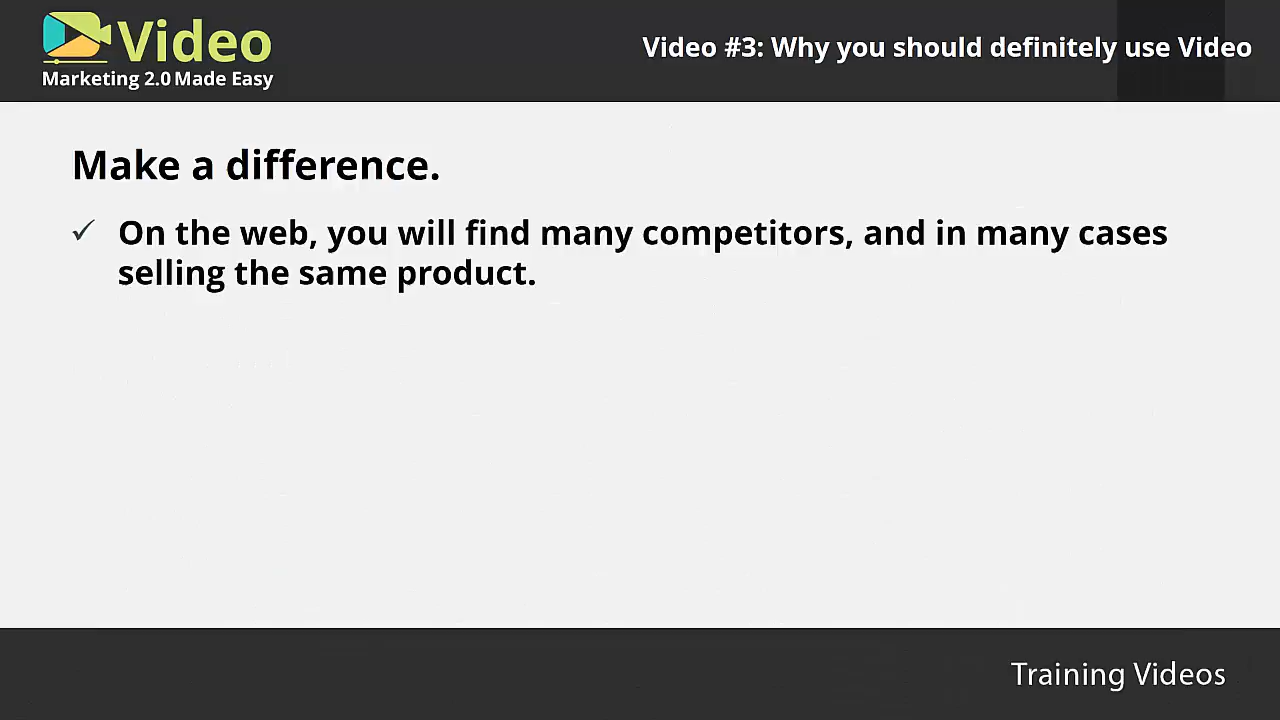 Video
Marketing 2.0 Made Easy
Video #3: Why you should definitely use Video
Make a difference.
✓ On the web, you will find many competitors, and in many cases
selling the same product.
Training Videos